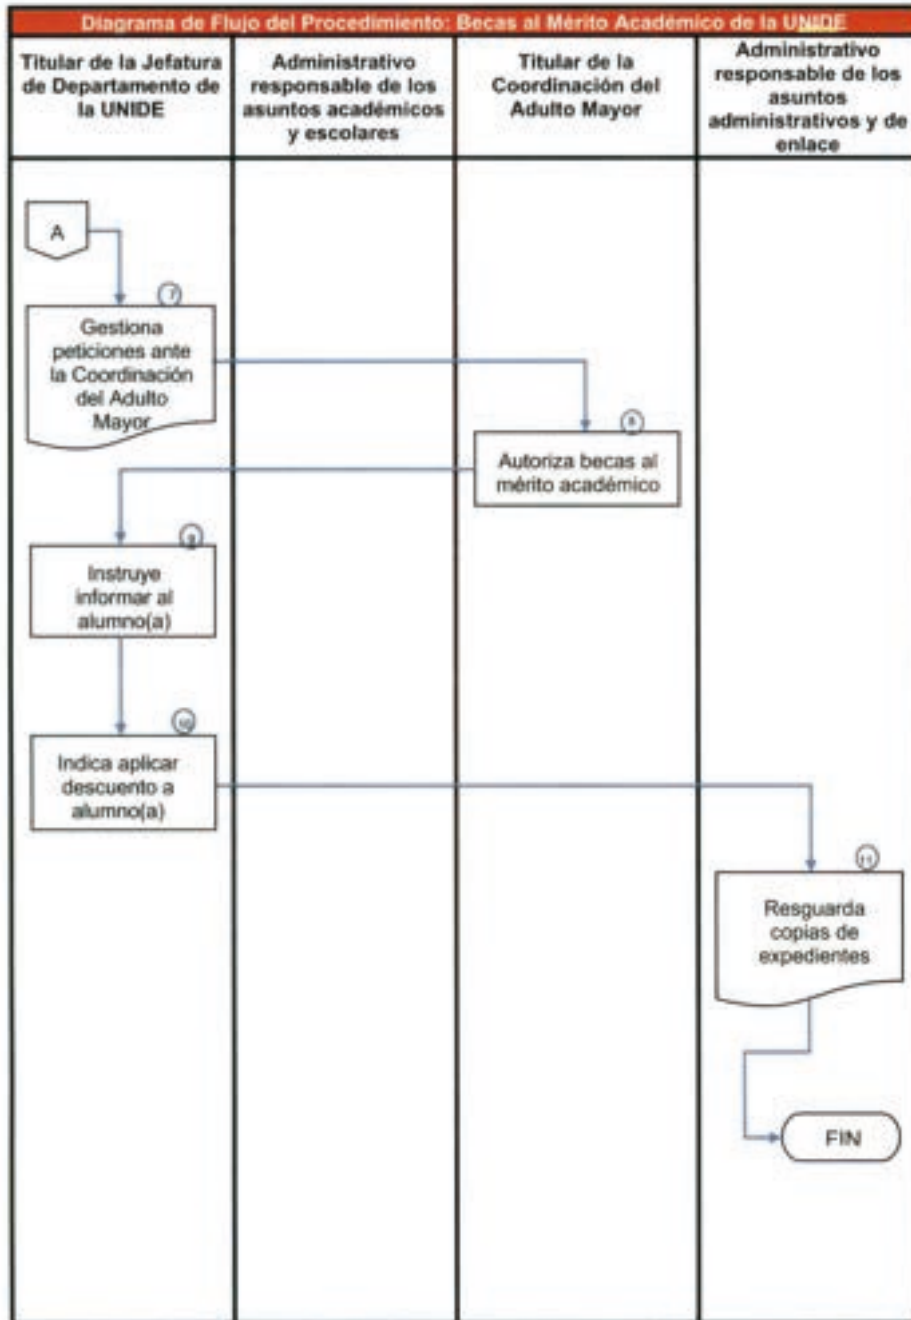 Diagrama de Flujo del Procedimiento: Becas al Mérito Académico de la UNIDE
Titular de la Jefatura
de Departamento de
la UNIDE
Administrativo
responsable de los
asuntos académicos
y escolares
Titular de la
Coordinación del
Adulto Mayor
Administrativo
responsable de los
asuntos
administrativos y de
enlace
A
7
Gestiona
peticiones ante
la Coordinación
del Adulto
Mayor
Autoriza becas al
mérito académico
9
Instruye
informar al
alumno(a)
10
Indica aplicar
descuento a
alumno(a)
11
Resguarda
copias de
expedientes
FIN